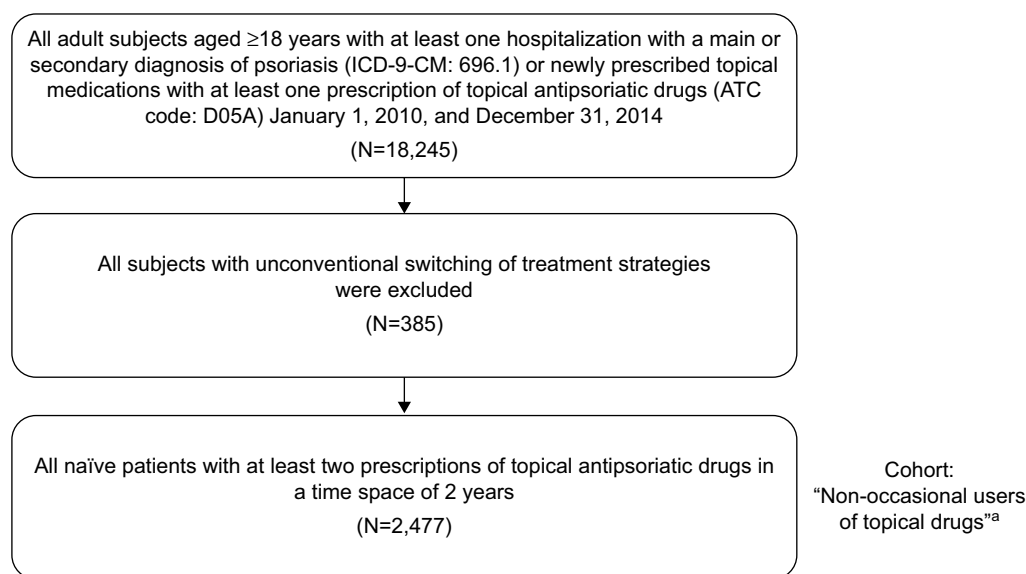 All adult subjects aged ≥18 years with at least one hospitalization with a main or
secondary diagnosis of psoriasis (ICD-9-CM: 696.1) or newly prescribed topical
medications with at least one prescription of topical antipsoriatic drugs (ATC
code: D05A) January 1, 2010, and December 31, 2014
(N=18,245)
All subjects with unconventional switching of treatment strategies
were excluded
(N=385)
All naïve patients with at least two prescriptions of topical antipsoriatic drugs in
a time space of 2 years
(N=2,477)
Cohort:
“Non-occasional users
of topical drugs”a